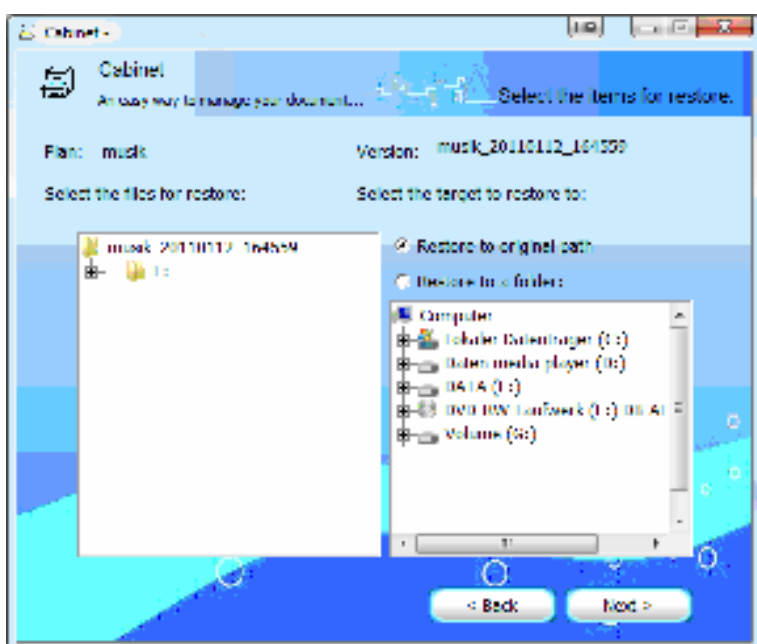 Cabinet -
Cabinet
An easy way to manage your document...
Select the items for restore.
Plan: musik
Version: musik_20110112_164559
Select the files for restore:
Select the target to restore to:
musik_20110112_164559
Restore to original path
Restore to a folder:
Computer
Lokaler Datenträger (C:)
Daten media player (D:)
DATA (E:)
DVD-RW-Laufwerk (F:)
Volume (G:)
< Back
Next >